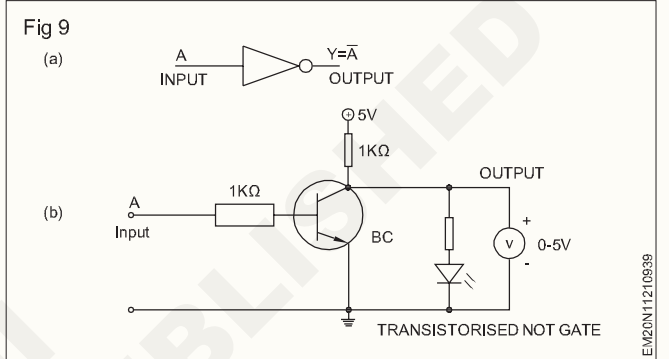 Fig 9
(a)
A
INPUT
Y=A̅
OUTPUT
5V
1KΩ
OUTPUT
(b)
A
Input
1KΩ
BC
V
+
-
0-5V
TRANSISTORISED NOT GATE
EM20N11210939